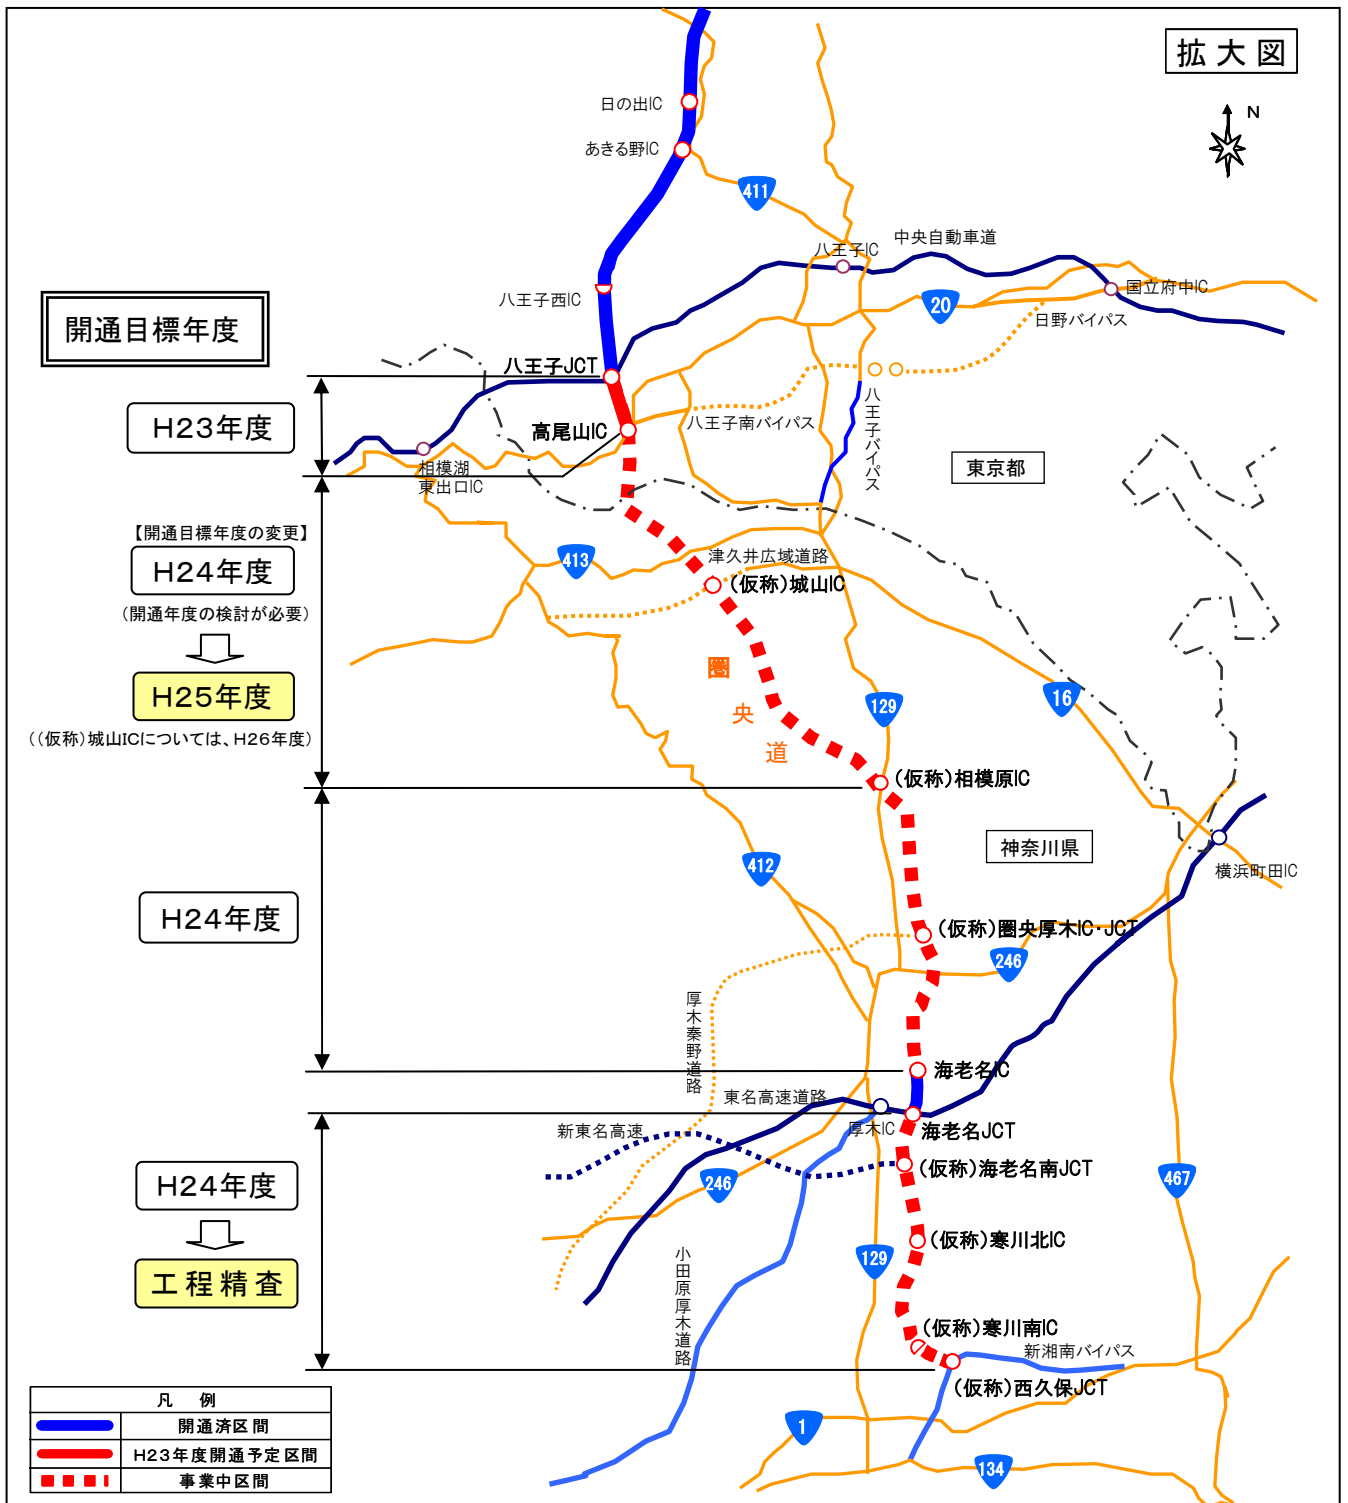 拡大図
N
日の出IC
あきる野IC
411
中央自動車道
八王子IC
国立府中IC
八王子西IC
20
日野バイパス
開通目標年度
八王子JCT
H23年度
高尾山IC
八王子南バイパス
八王子バイパス
相模湖
東出口IC
東京都
【開通目標年度の変更】
H24年度
(開通年度の検討が必要)
413
津久井広域道路
(仮称)城山IC
H25年度
((仮称)城山ICについては、H26年度)
圏央道
129
16
(仮称)相模原IC
神奈川県
412
横浜町田IC
H24年度
(仮称)圏央厚木IC・JCT
246
厚木秦野道路
海老名IC
東名高速道路
新東名高速
厚木IC
海老名JCT
(仮称)海老名南JCT
246
467
H24年度
(仮称)寒川北IC
129
工程精査
小田原厚木道路
(仮称)寒川南IC
新湘南バイパス
(仮称)西久保JCT
1
134
凡 例
開通済区間
H23年度開通予定区間
事業中区間